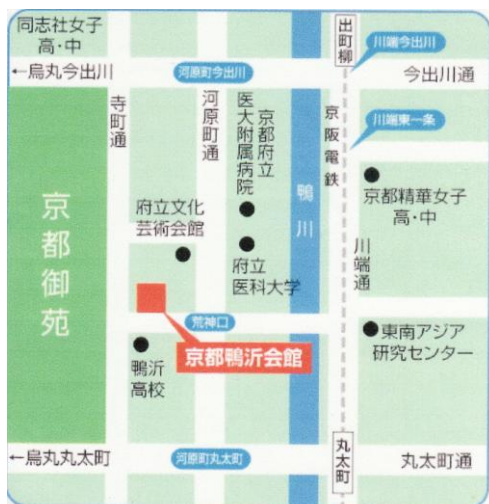 同志社女子
高・中
出町柳
川端今出川
←烏丸今出川
河原町今出川
今出川通
寺町通
河原町通
京都府立
医大附属病院
京阪電鉄
川端東一条
鴨川
京都精華女子
高・中
京都御苑
府立文化
芸術会館
府立
医科大学
川端通
荒神口
京都鴨沂会館
東南アジア
研究センター
鴨沂
高校
←烏丸丸太町
河原町丸太町
丸太町
丸太町通